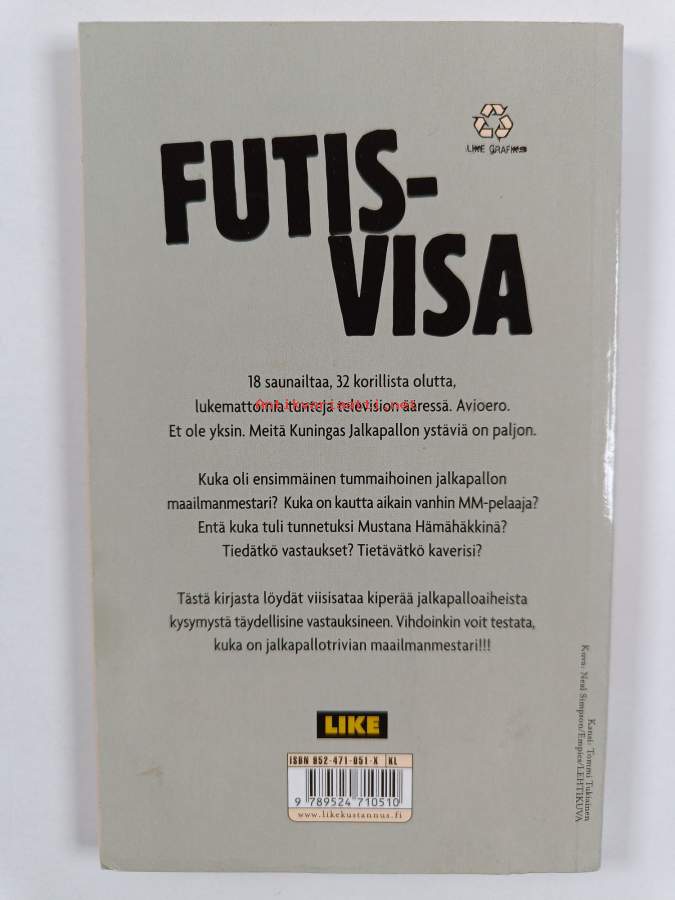 LIKE GRAFIKS
FUTIS-
VISA
18 saunailtaa, 32 korillista olutta,
lukemattomia tunteja television ääressä. Avioero.
Antikvariaatti.net
Et ole yksin. Meitä Kuningas Jalkapallon ystäviä on paljon.
Kuka oli ensimmäinen tummaihoinen jalkapallon
maailmanmestari? Kuka on kautta aikain vanhin MM-pelaaja?
Entä kuka tuli tunnetuksi Mustana Hämähäkkinä?
Tiedätkö vastaukset? Tietävätkö kaverisi?
Tästä kirjasta löydät viisisataa kiperää jalkapalloaiheista
kysymystä täydellisine vastauksineen. Vihdoinkin voit testata,
kuka on jalkapallotrivian maailmanmestari!!!
Kansi: Tommi Tukiainen
Kuva: Neal Simpson/Empics/LEHTIKUVA
LIKE
ISBN 952-471-051-X KL
9 789524 710510
www.likekustannus.fi